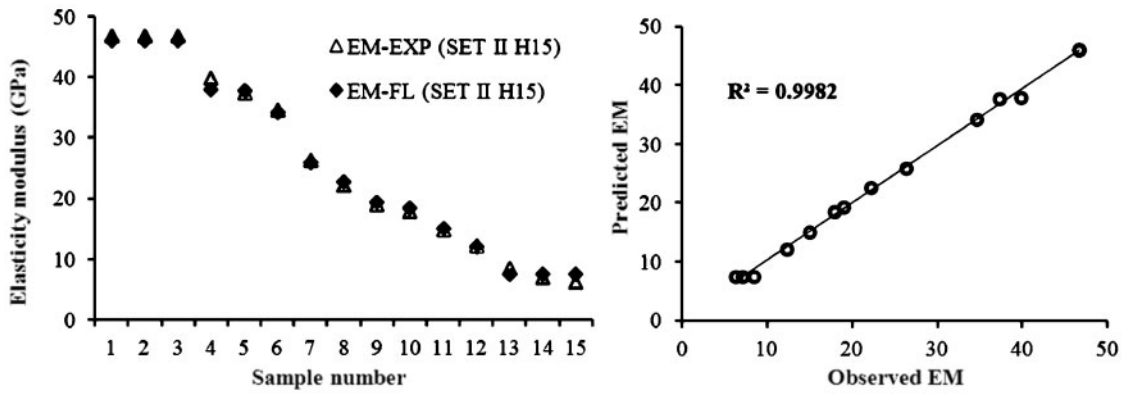 Elasticity modulus (GPa)
50
40
30
20
10
0
EM-EXP (SET II H15)
EM-FL (SET II H15)
1 2 3 4 5 6 7 8 9 10 11 12 13 14 15
Sample number
Predicted EM
50
40
30
20
10
0
R² = 0.9982
0 10 20 30 40 50
Observed EM